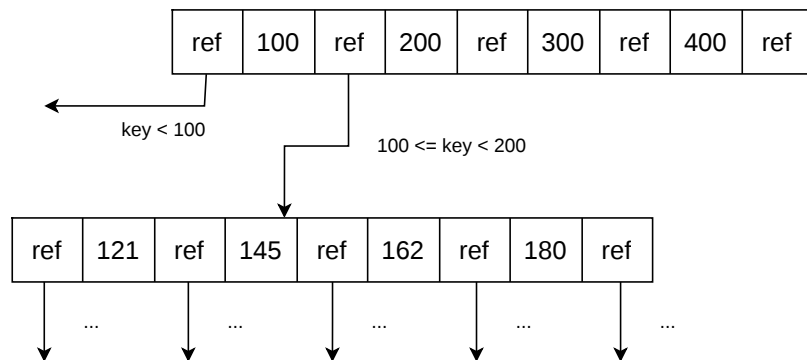 ref 100 ref 200 ref 300 ref 400 ref
key < 100
100 <= key < 200
ref 121 ref 145 ref 162 ref 180 ref
... ... ... ... ...